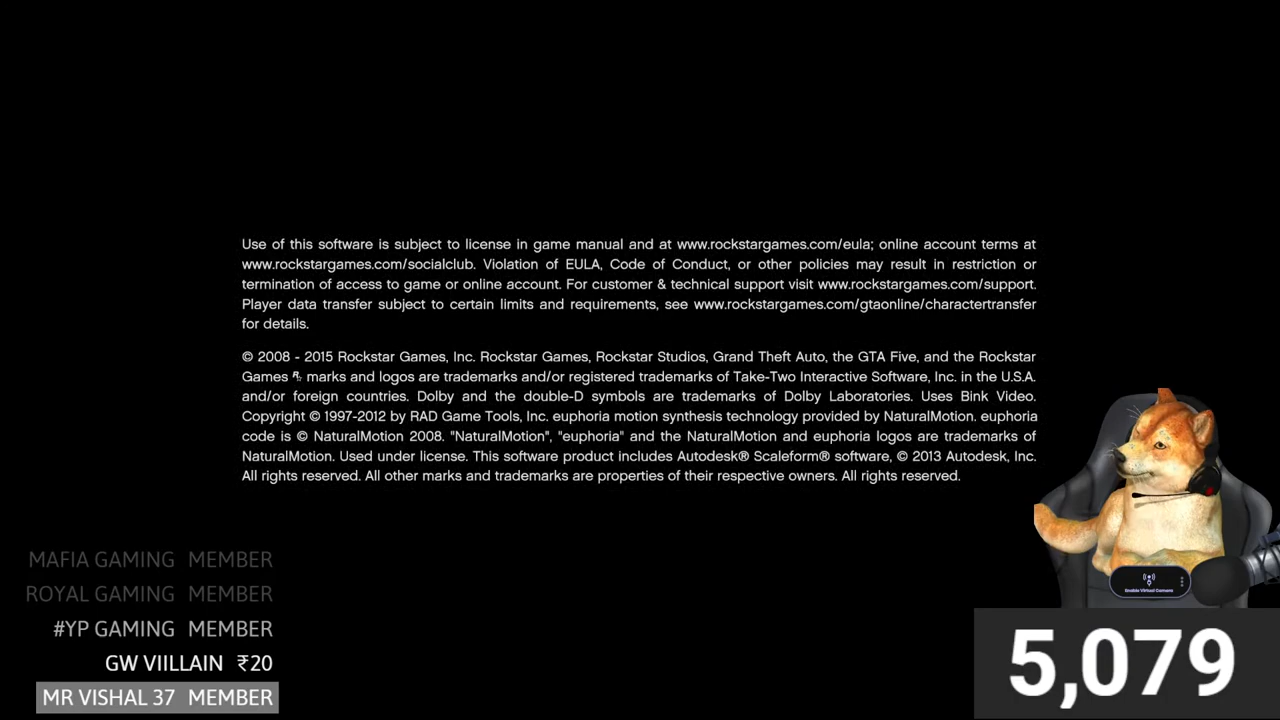 Use of this software is subject to license in game manual and at www.rockstargames.com/eula; online account terms at
www.rockstargames.com/socialclub. Violation of EULA, Code of Conduct, or other policies may result in restriction or
termination of access to game or online account. For customer & technical support visit www.rockstargames.com/support.
Player data transfer subject to certain limits and requirements, see www.rockstargames.com/gtaonline/charactertransfer
for details.
© 2008 - 2015 Rockstar Games, Inc. Rockstar Games, Rockstar Studios, Grand Theft Auto, the GTA Five, and the Rockstar
Games R* marks and logos are trademarks and/or registered trademarks of Take-Two Interactive Software, Inc. in the U.S.A.
and/or foreign countries. Dolby and the double-D symbols are trademarks of Dolby Laboratories. Uses Bink Video.
Copyright © 1997-2012 by RAD Game Tools, Inc. euphoria motion synthesis technology provided by NaturalMotion. euphoria
code is © NaturalMotion 2008. "NaturalMotion", "euphoria" and the NaturalMotion and euphoria logos are trademarks of
NaturalMotion. Used under license. This software product includes Autodesk® Scaleform® software, © 2013 Autodesk, Inc.
All rights reserved. All other marks and trademarks are properties of their respective owners. All rights reserved.
MAFIA GAMING MEMBER
ROYAL GAMING MEMBER
#YP GAMING MEMBER
GW VIILLAIN ₹20
MR VISHAL 37 MEMBER
Enable Virtual Camera
5,079